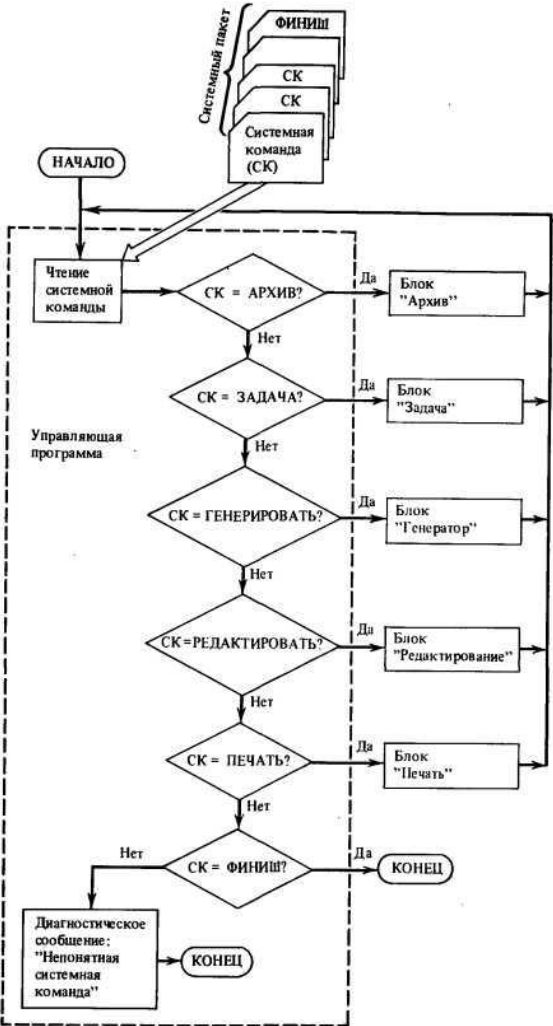 Системный пакет
ФИНИШ
СК
СК
Системная
команда
(СК)
НАЧАЛО
Чтение
системной
команды
СК = АРХИВ?
Да
Блок
"Архив"
Нет
СК = ЗАДАЧА?
Да
Блок
"Задача"
Управляющая
программа
Нет
СК = ГЕНЕРИРОВАТЬ?
Да
Блок
"Генератор"
Нет
СК=РЕДАКТИРОВАТЬ?
Да
Блок
"Редактирование"
Нет
СК = ПЕЧАТЬ?
Да
Блок
"Печать"
Нет
СК = ФИНИШ?
Да
КОНЕЦ
Нет
Диагностическое
сообщение:
"Непонятная
системная
команда"
КОНЕЦ